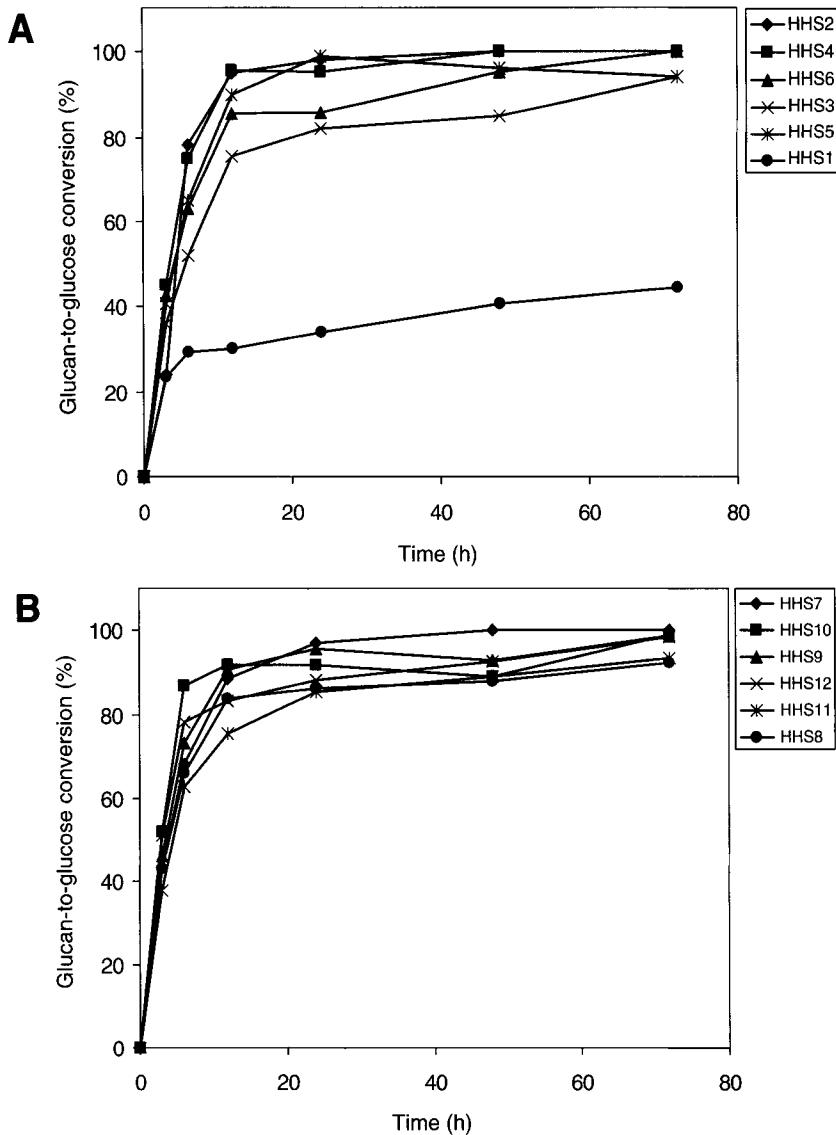 A
Glucan-to-glucose conversion (%)
100
80
60
40
20
0
0 20 40 60 80
Time (h)
HHS2
HHS4
HHS6
HHS3
HHS5
HHS1
B
Glucan-to-glucose conversion (%)
100
80
60
40
20
0
0 20 40 60 80
Time (h)
HHS7
HHS10
HHS9
HHS12
HHS11
HHS8